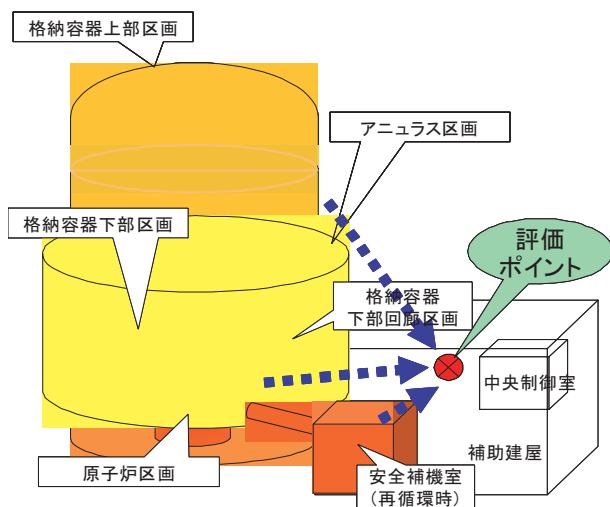 格納容器上部区画
アニュラス区画
格納容器下部区画
評価
ポイント
格納容器
下部回廊区画
中央制御室
補助建屋
原子炉区画
安全補機室
（再循環時）